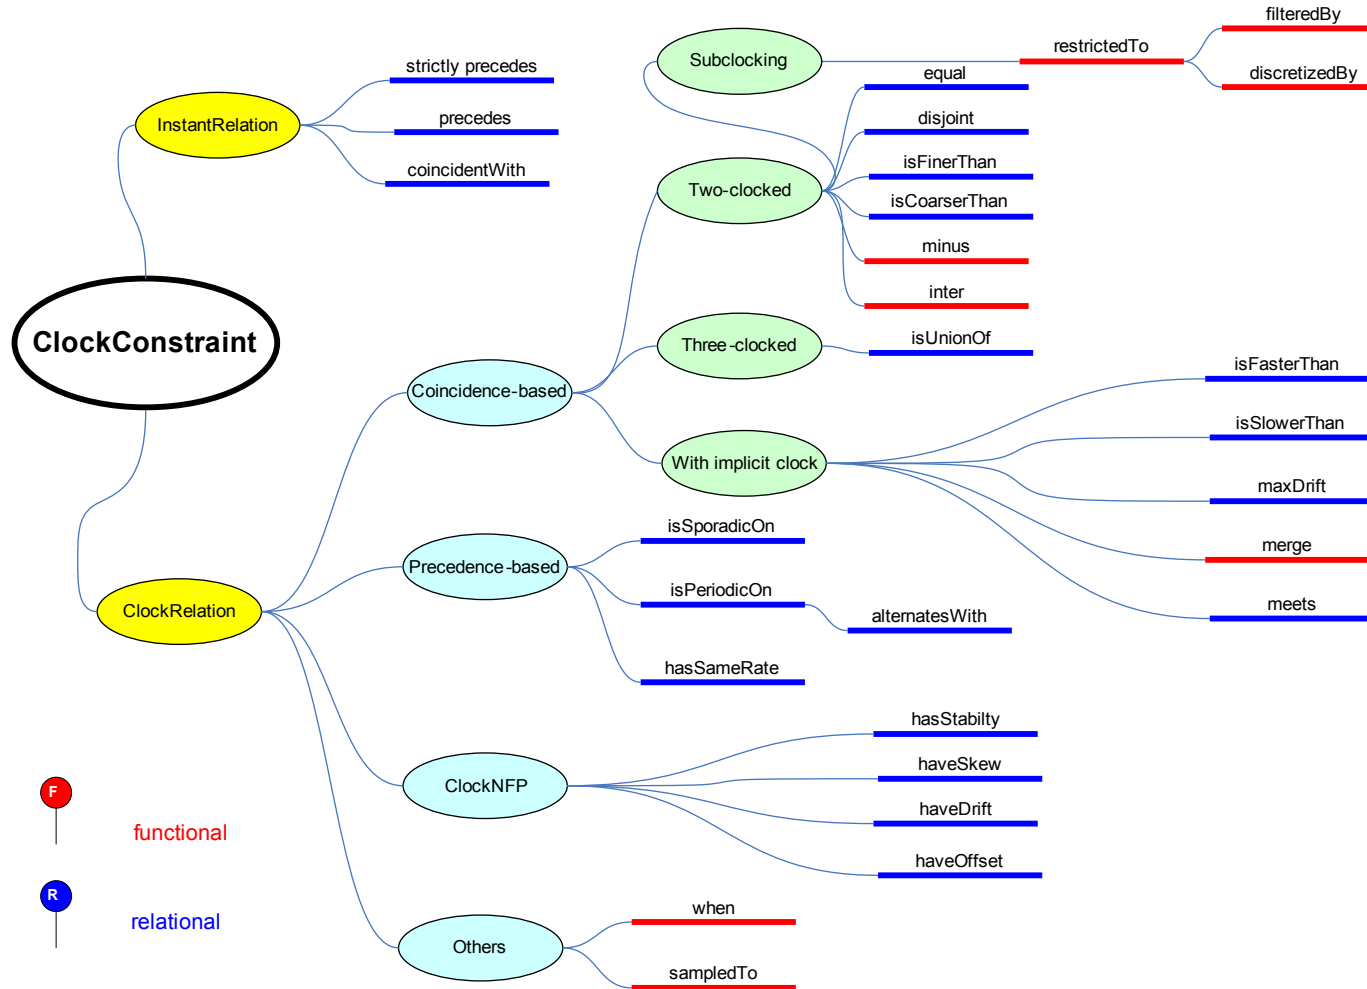 ClockConstraint
InstantRelation
strictly precedes
precedes
coincidentWith
ClockRelation
Coincidence-based
Two-clocked
Subclocking
restrictedTo
filteredBy
discretizedBy
equal
disjoint
isFinerThan
isCoarserThan
minus
inter
Three-clocked
isUnionOf
With implicit clock
isFasterThan
isSlowerThan
maxDrift
merge
meets
Precedence-based
isSporadicOn
isPeriodicOn
alternatesWith
hasSameRate
ClockNFP
hasStabilty
haveSkew
haveDrift
haveOffset
Others
when
sampledTo
F
functional
R
relational